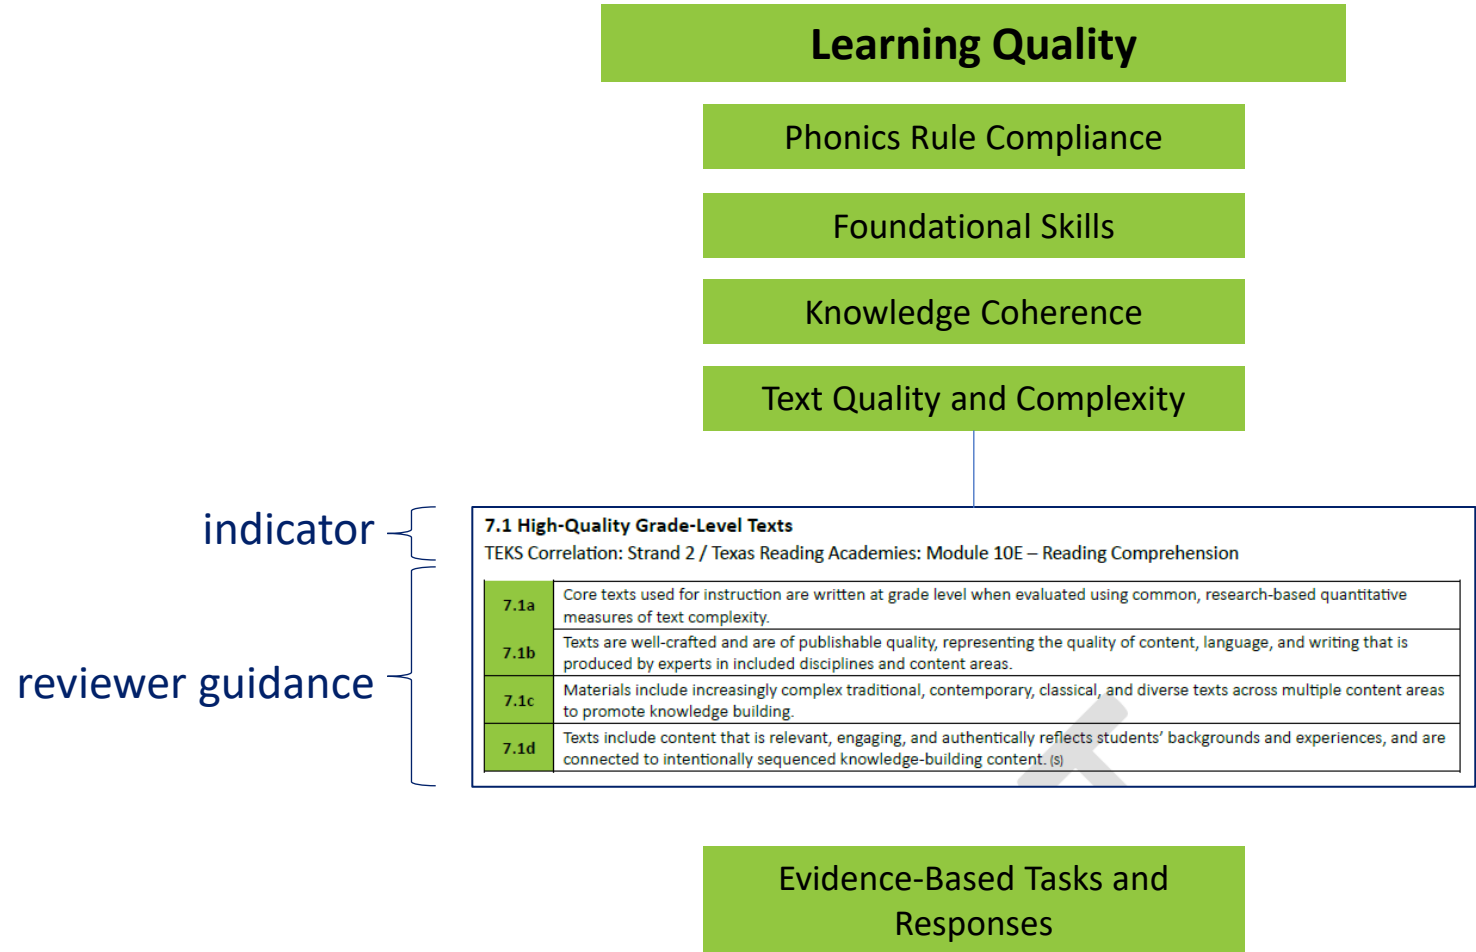 Learning Quality
Phonics Rule Compliance
Foundational Skills
Knowledge Coherence
Text Quality and Complexity
indicator
7.1 High-Quality Grade-Level Texts
TEKS Correlation: Strand 2 / Texas Reading Academies: Module 10E – Reading Comprehension
reviewer guidance
7.1a
Core texts used for instruction are written at grade level when evaluated using common, research-based quantitative
measures of text complexity.
7.1b
Texts are well-crafted and are of publishable quality, representing the quality of content, language, and writing that is
produced by experts in included disciplines and content areas.
7.1c
Materials include increasingly complex traditional, contemporary, classical, and diverse texts across multiple content areas
to promote knowledge building.
7.1d
Texts include content that is relevant, engaging, and authentically reflects students’ backgrounds and experiences, and are
connected to intentionally sequenced knowledge-building content. (S)
Evidence-Based Tasks and
Responses